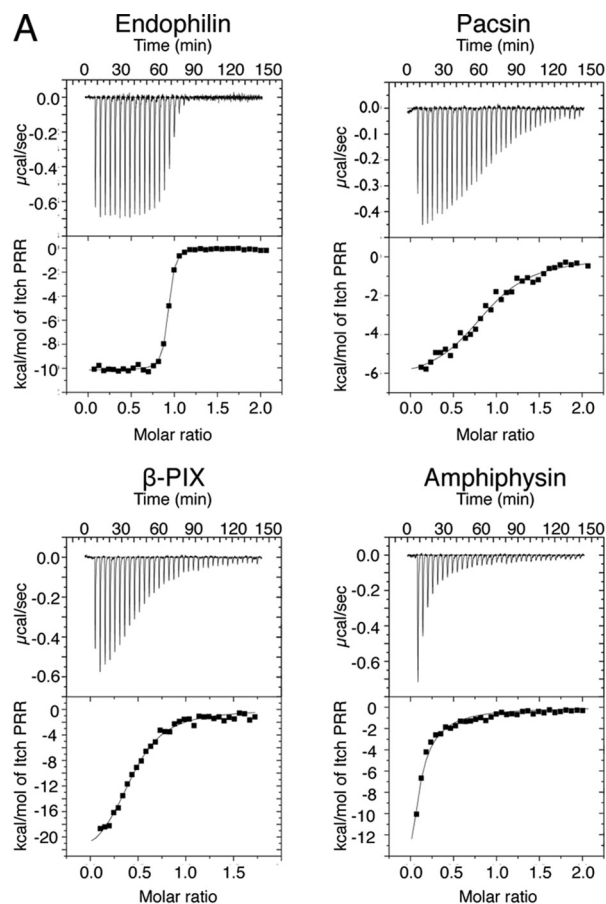 A
Endophilin
Time (min)
0 30 60 90 120 150
0.0
-0.2
-0.4
-0.6
µcal/sec
0
-2
-4
-6
-8
-10
kcal/mol of Itch PRR
0.0 0.5 1.0 1.5 2.0
Molar ratio
Pacsin
Time (min)
0 30 60 90 120 150
0.0
-0.1
-0.2
-0.3
-0.4
µcal/sec
0
-2
-4
-6
kcal/mol of Itch PRR
0.0 0.5 1.0 1.5 2.0
Molar ratio
β-PIX
Time (min)
0 30 60 90 120 150
0.0
-0.2
-0.4
-0.6
µcal/sec
0
-4
-8
-12
-16
-20
kcal/mol of Itch PRR
0.0 0.5 1.0 1.5
Molar ratio
Amphiphysin
Time (min)
0 30 60 90 120 150
0.0
-0.2
-0.4
-0.6
µcal/sec
0
-2
-4
-6
-8
-10
-12
kcal/mol of Itch PRR
0.0 0.5 1.0 1.5 2.0
Molar ratio